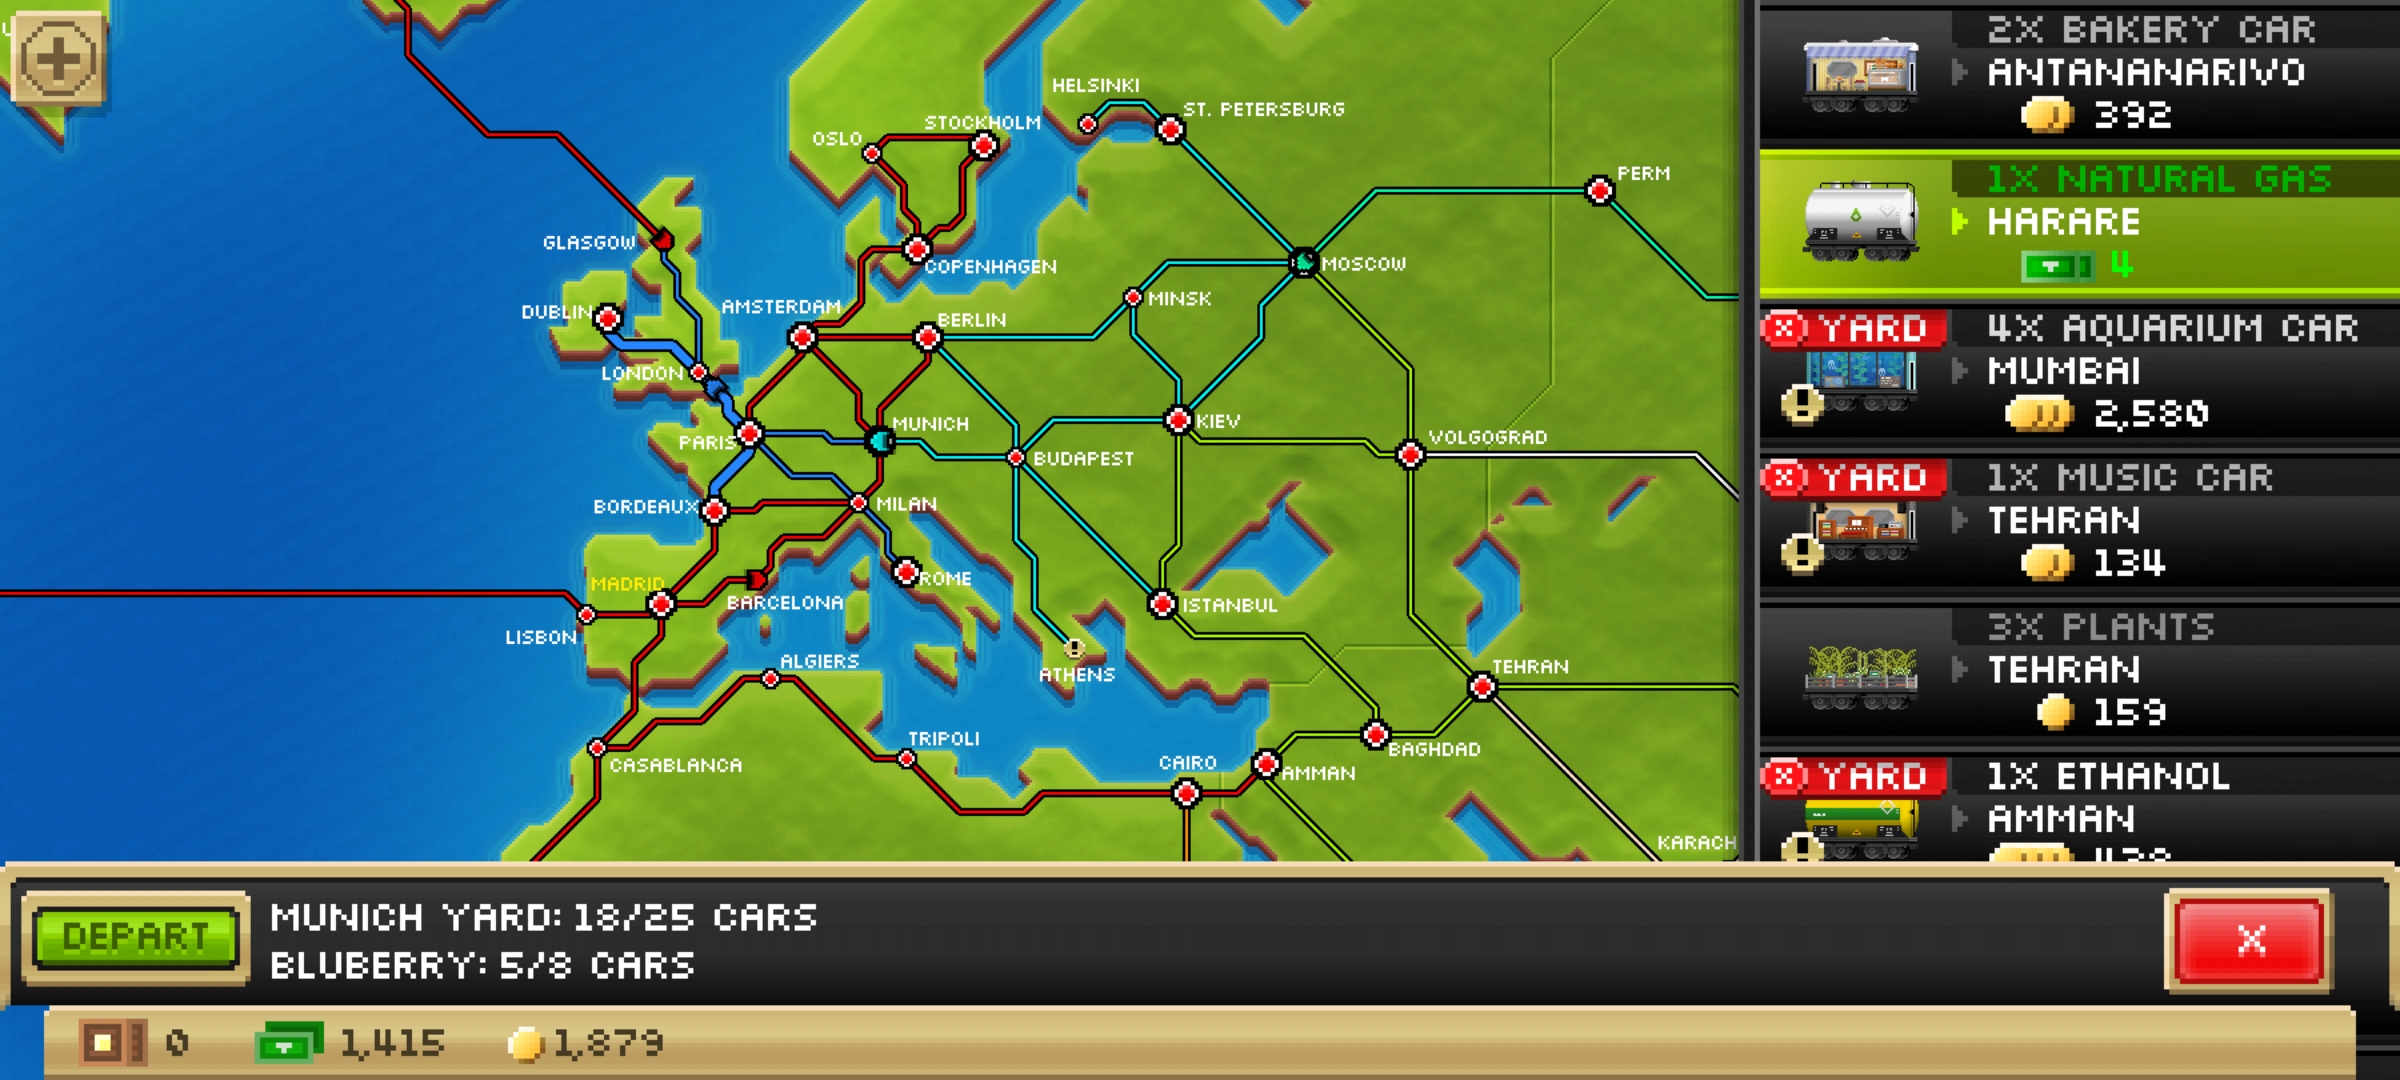 HELSINKI
ST. PETERSBURG
STOCKHOLM
OSLO
PERM
GLASGOW
COPENHAGEN
MOSCOW
DUBLIN
AMSTERDAM
BERLIN
MINSK
LONDON
PARIS
MUNICH
KIEV
BUDAPEST
VOLGOGRAD
BORDEAUX
MILAN
MADRID
BARCELONA
ROME
ISTANBUL
LISBON
ALGIERS
ATHENS
TEHRAN
CASABLANCA
TRIPOLI
CAIRO
AMMAN
BAGHDAD
KARACH
2X BAKERY CAR
ANTANANARIVO
392
1X NATURAL GAS
HARARE
4
YARD
4X AQUARIUM CAR
MUMBAI
2,580
YARD
1X MUSIC CAR
TEHRAN
134
3X PLANTS
TEHRAN
159
YARD
1X ETHANOL
AMMAN
DEPART
MUNICH YARD: 18/25 CARS
BLUBERRY: 5/8 CARS
X
0
1,415
1,879